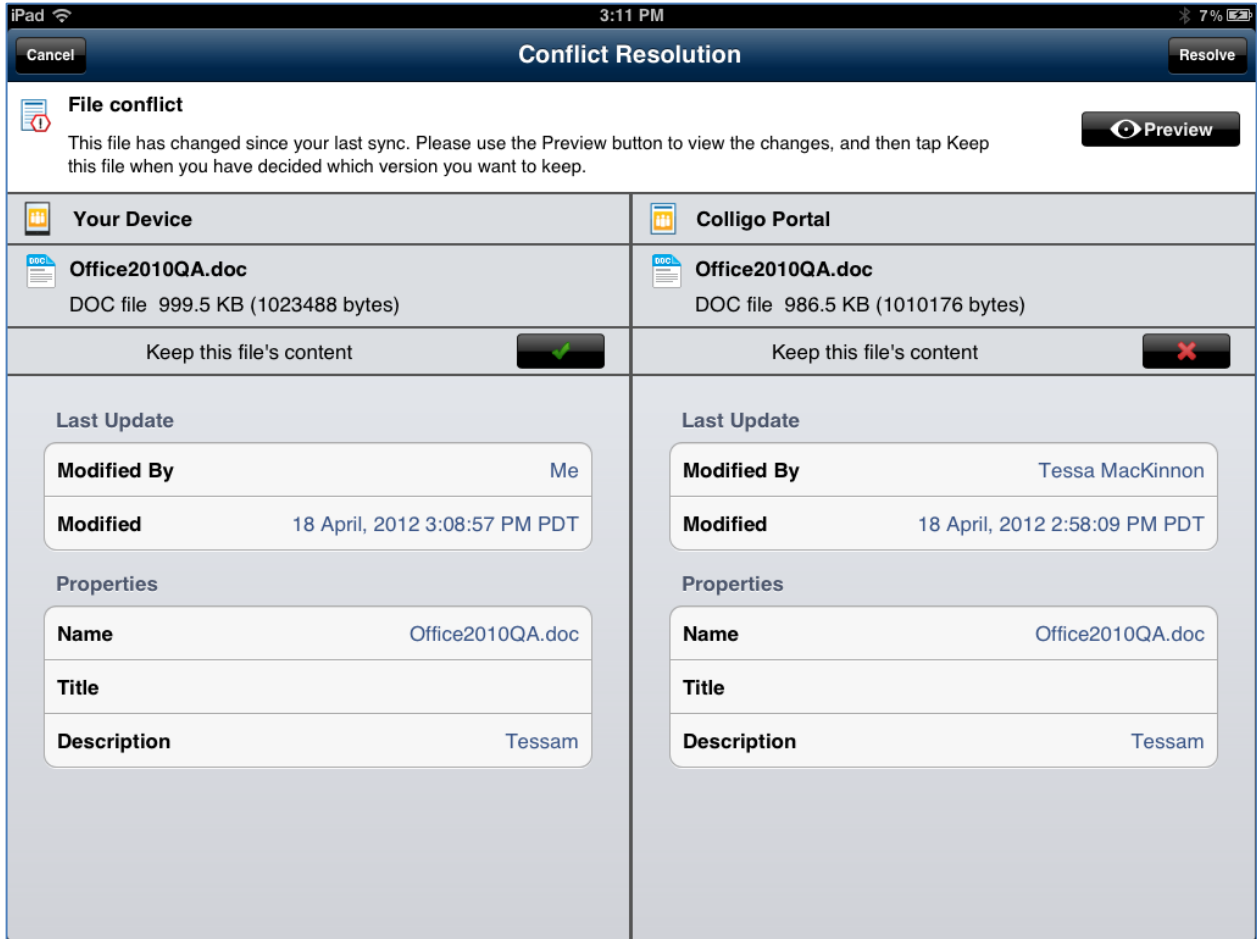 iPad 3:11 PM 7%
Cancel Conflict Resolution Resolve
File conflict
This file has changed since your last sync. Please use the Preview button to view the changes, and then tap Keep
this file when you have decided which version you want to keep.
Preview
Your Device
DOC
Office2010QA.doc
DOC file 999.5 KB (1023488 bytes)
Keep this file's content
Last Update
Modified By Me
Modified 18 April, 2012 3:08:57 PM PDT
Properties
Name Office2010QA.doc
Title
Description Tessam
Colligo Portal
DOC
Office2010QA.doc
DOC file 986.5 KB (1010176 bytes)
Keep this file's content
Last Update
Modified By Tessa MacKinnon
Modified 18 April, 2012 2:58:09 PM PDT
Properties
Name Office2010QA.doc
Title
Description Tessam